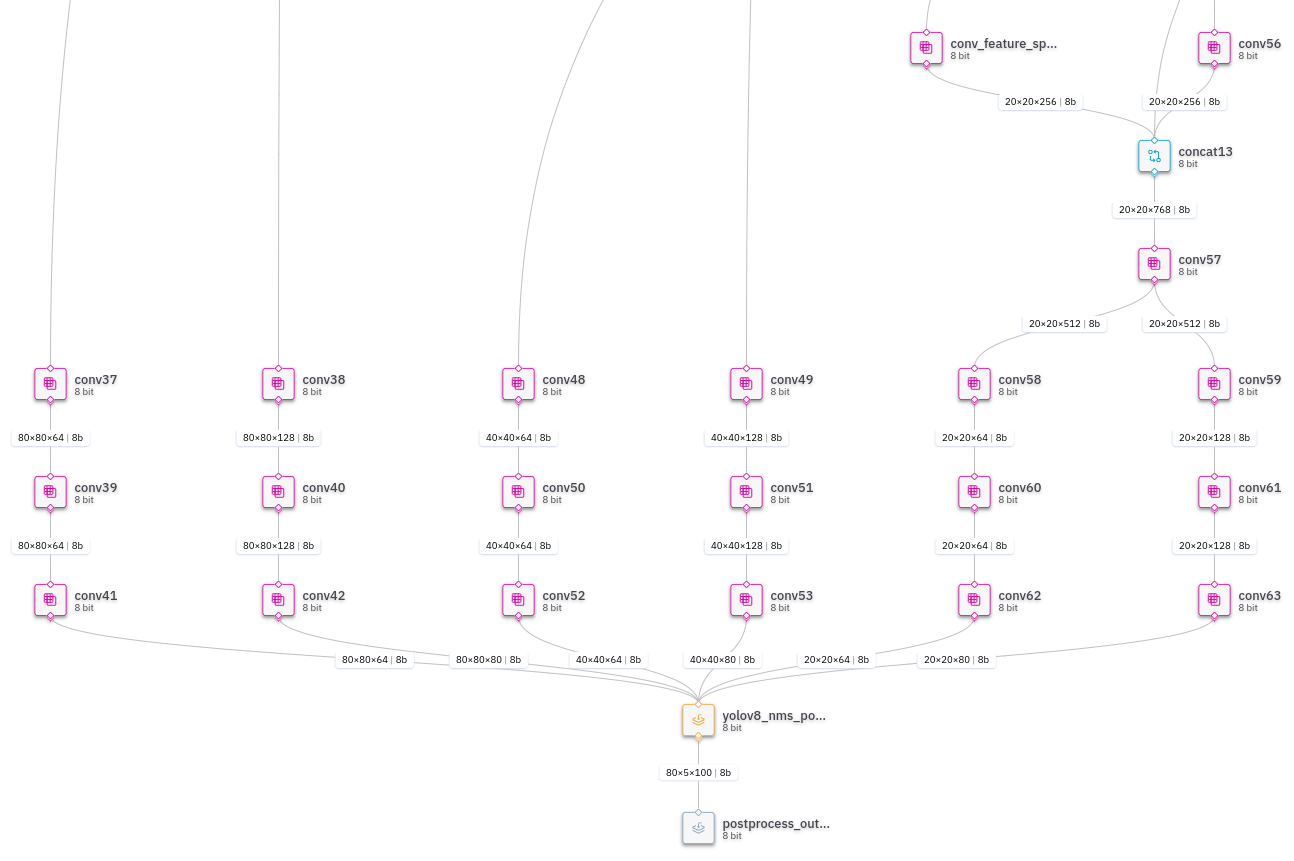 conv_feature_sp...
8 bit
conv56
8 bit
20×20×256 | 8b
20×20×256 | 8b
concat13
8 bit
20×20×768 | 8b
conv57
8 bit
20×20×512 | 8b
20×20×512 | 8b
conv37
8 bit
conv38
8 bit
conv48
8 bit
conv49
8 bit
conv58
8 bit
conv59
8 bit
80×80×64 | 8b
80×80×128 | 8b
40×40×64 | 8b
40×40×128 | 8b
20×20×64 | 8b
20×20×128 | 8b
conv39
8 bit
conv40
8 bit
conv50
8 bit
conv51
8 bit
conv60
8 bit
conv61
8 bit
80×80×64 | 8b
80×80×128 | 8b
40×40×64 | 8b
40×40×128 | 8b
20×20×64 | 8b
20×20×128 | 8b
conv41
8 bit
conv42
8 bit
conv52
8 bit
conv53
8 bit
conv62
8 bit
conv63
8 bit
80×80×64 | 8b
80×80×80 | 8b
40×40×64 | 8b
40×40×80 | 8b
20×20×64 | 8b
20×20×80 | 8b
yolov8_nms_po...
8 bit
80×5×100 | 8b
postprocess_out...
8 bit